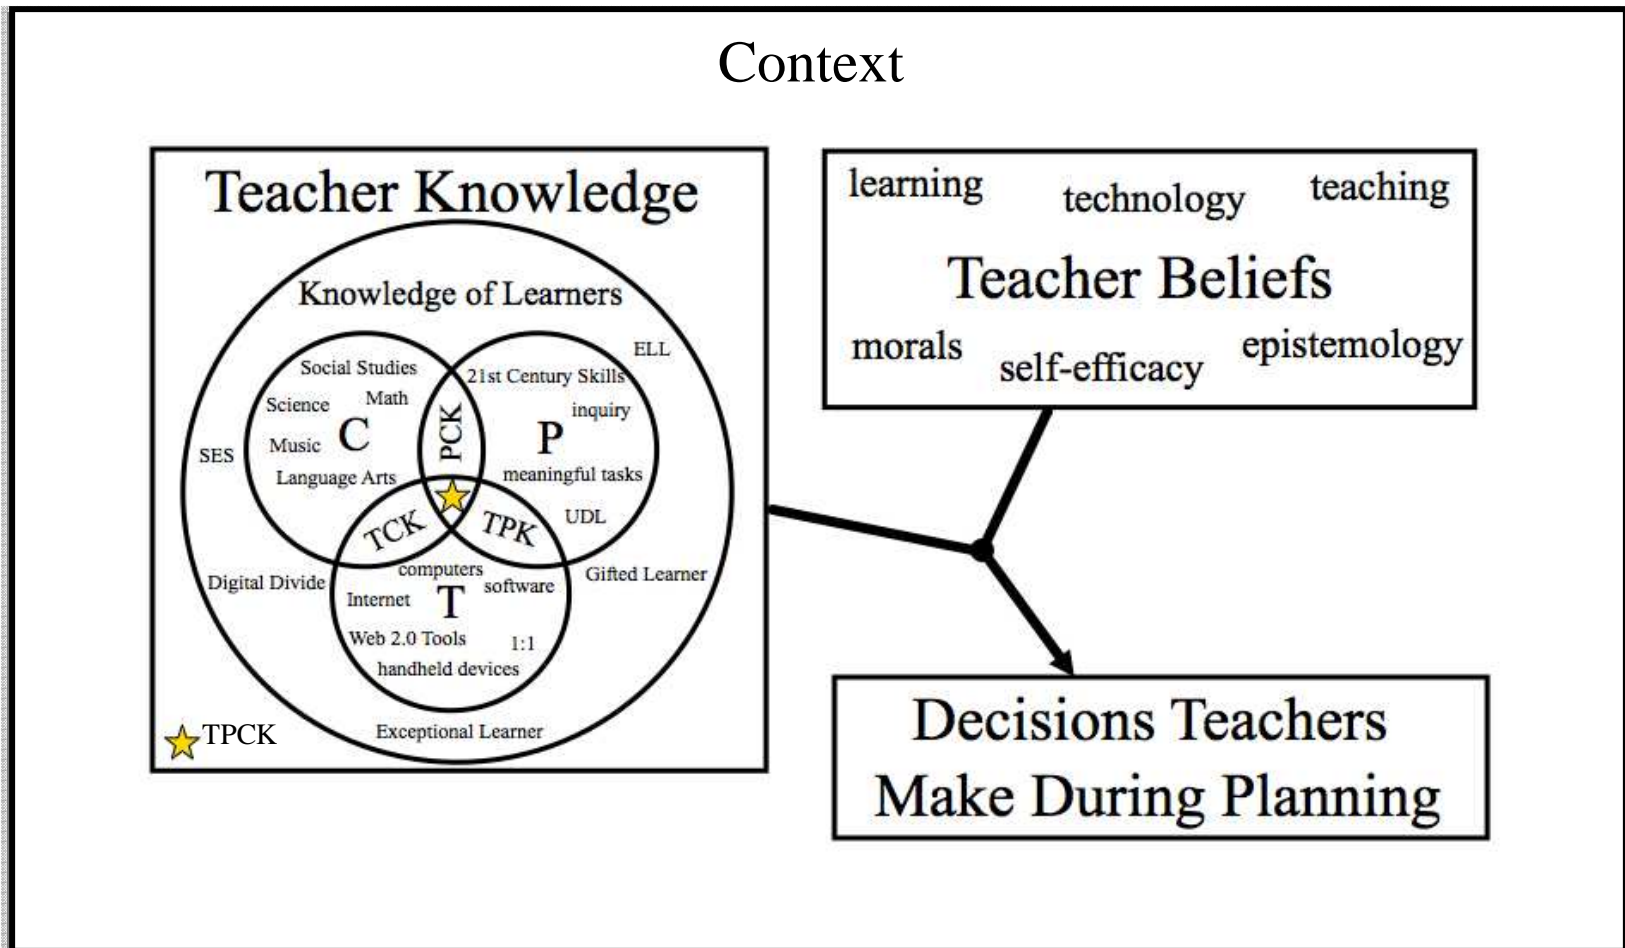 Context
Teacher Knowledge
Knowledge of Learners
ELL
SES
Digital Divide
Gifted Learner
Exceptional Learner
Social Studies
Science
Math
Music
C
Language Arts
PCK
21st Century Skills
inquiry
P
meaningful tasks
UDL
TCK
TPK
computers
software
Internet
T
Web 2.0 Tools
1:1
handheld devices
TPCK
learning
technology
teaching
Teacher Beliefs
morals
self-efficacy
epistemology
Decisions Teachers
Make During Planning